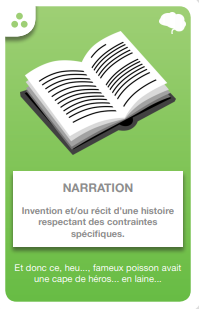 NARRATION
Invention et/ou récit d'une histoire
respectant des contraintes
spécifiques.
Et donc ce, heu..., fameux poisson avait
une cape de héros... en laine...